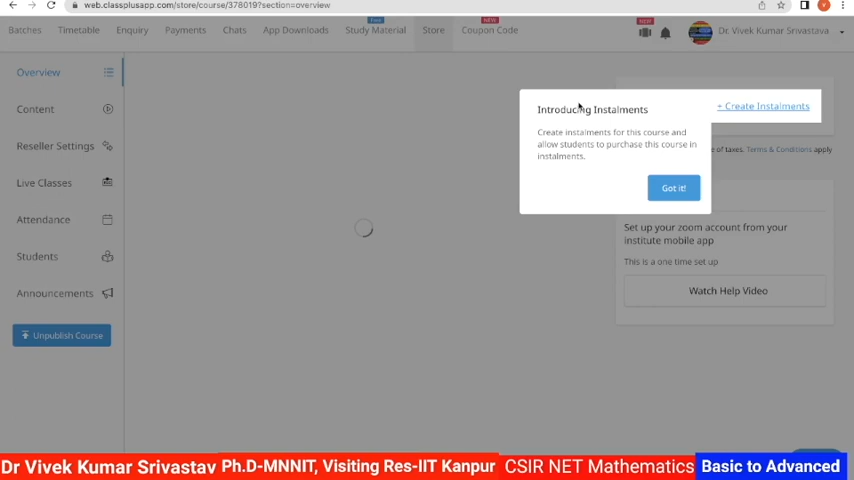 web.classplusapp.com/store/course/378019?section=overview
V
Batches Timetable Enquiry Payments Chats App Downloads Study Material Store Coupon Code Dr. Vivek Kumar Srivastava
NEW
NEW
Overview
Content
Reseller Settings
Live Classes
Attendance
Students
Announcements
Unpublish Course
Introducing Instalments
+ Create Instalments
Create instalments for this course and
allow students to purchase this course in
instalments.
Got it!
of taxes. Terms & Conditions apply
Set up your zoom account from your
institute mobile app
This is a one time set up
Watch Help Video
Dr Vivek Kumar Srivastav Ph.D-MNNIT, Visiting Res-IIT Kanpur CSIR NET Mathematics Basic to Advanced